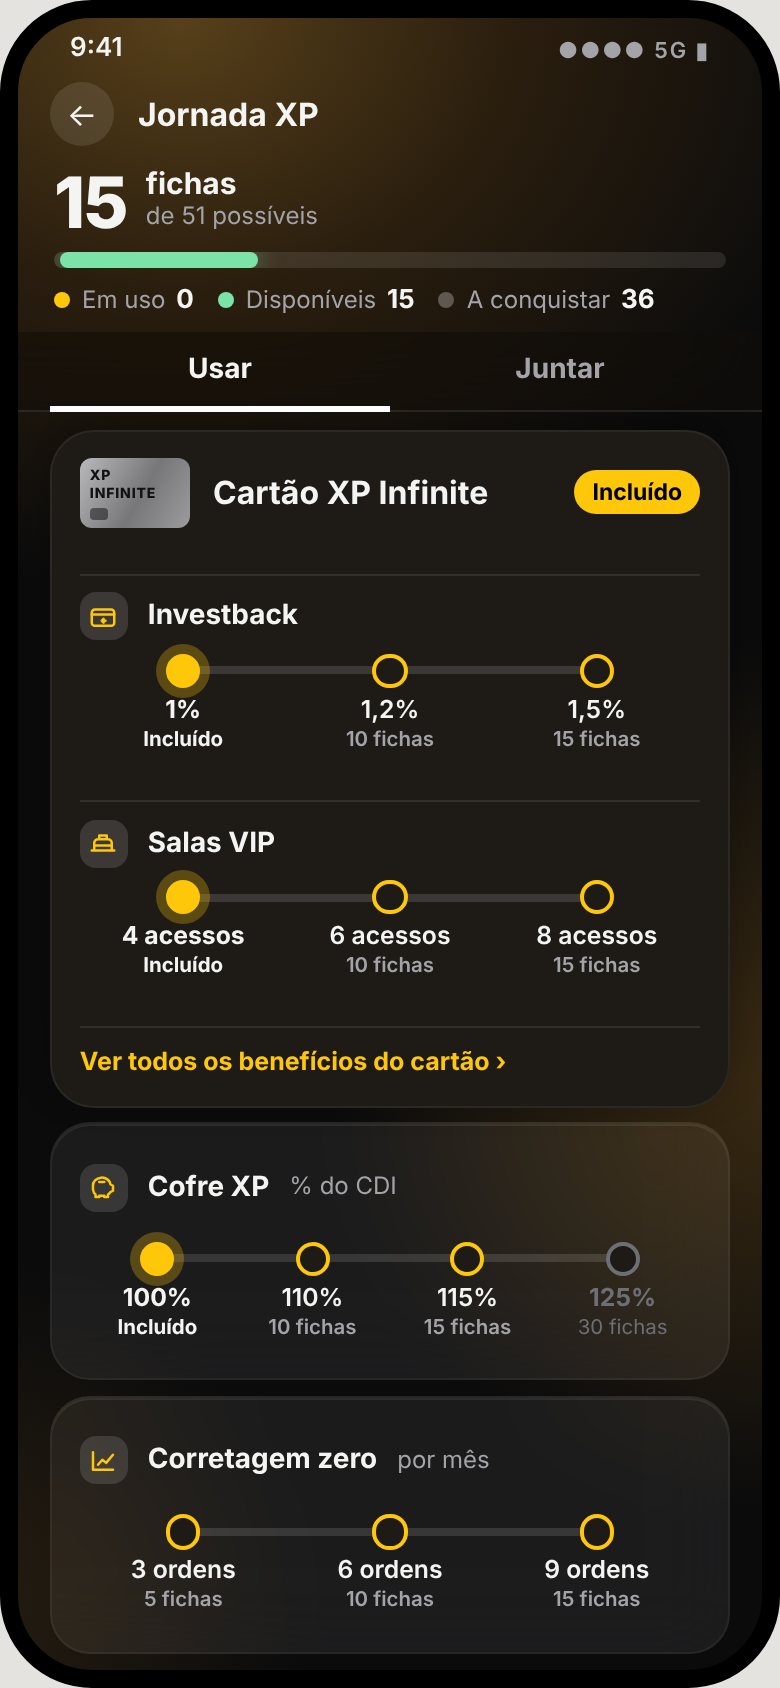 9:41
5G
Jornada XP
15 fichas
de 51 possíveis
Em uso 0 Disponíveis 15 A conquistar 36
Usar Juntar
XP
INFINITE
Cartão XP Infinite Incluído
Investback
1% 1,2% 1,5%
Incluído 10 fichas 15 fichas
Salas VIP
4 acessos 6 acessos 8 acessos
Incluído 10 fichas 15 fichas
Ver todos os benefícios do cartão ›
Cofre XP % do CDI
100% 110% 115% 125%
Incluído 10 fichas 15 fichas 30 fichas
Corretagem zero por mês
3 ordens 6 ordens 9 ordens
5 fichas 10 fichas 15 fichas